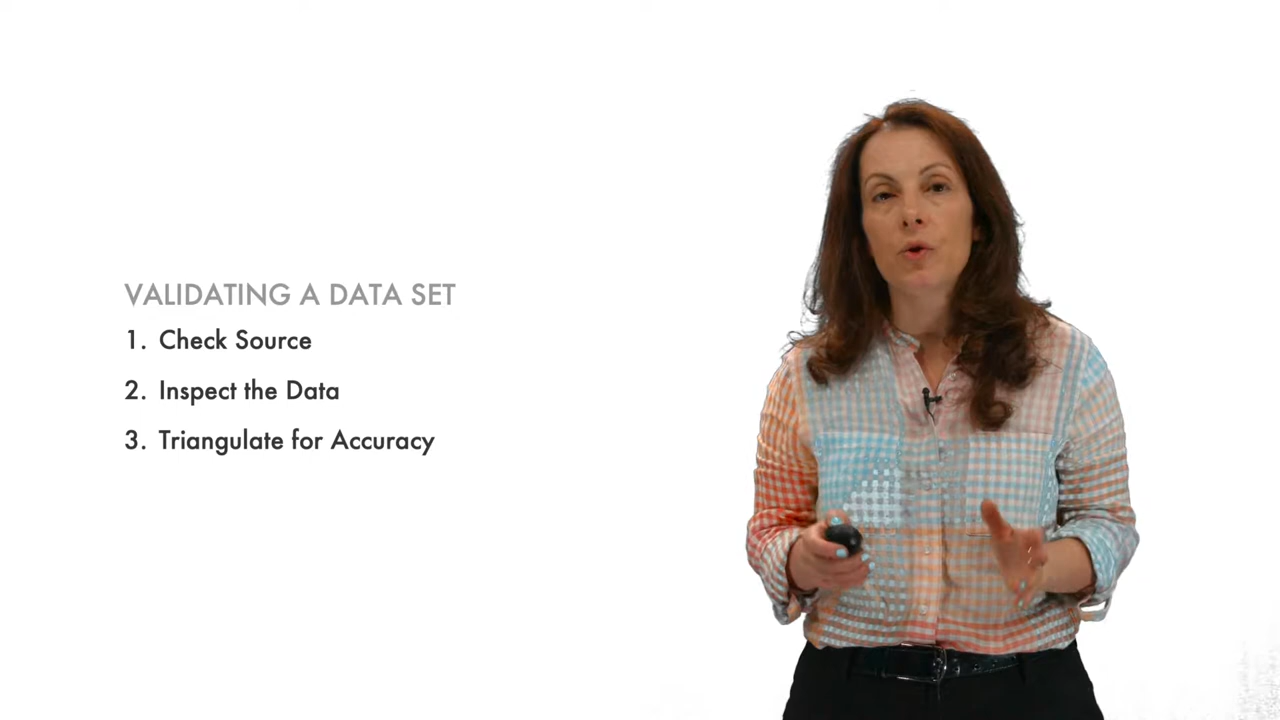 VALIDATING A DATA SET
1. Check Source
2. Inspect the Data
3. Triangulate for Accuracy